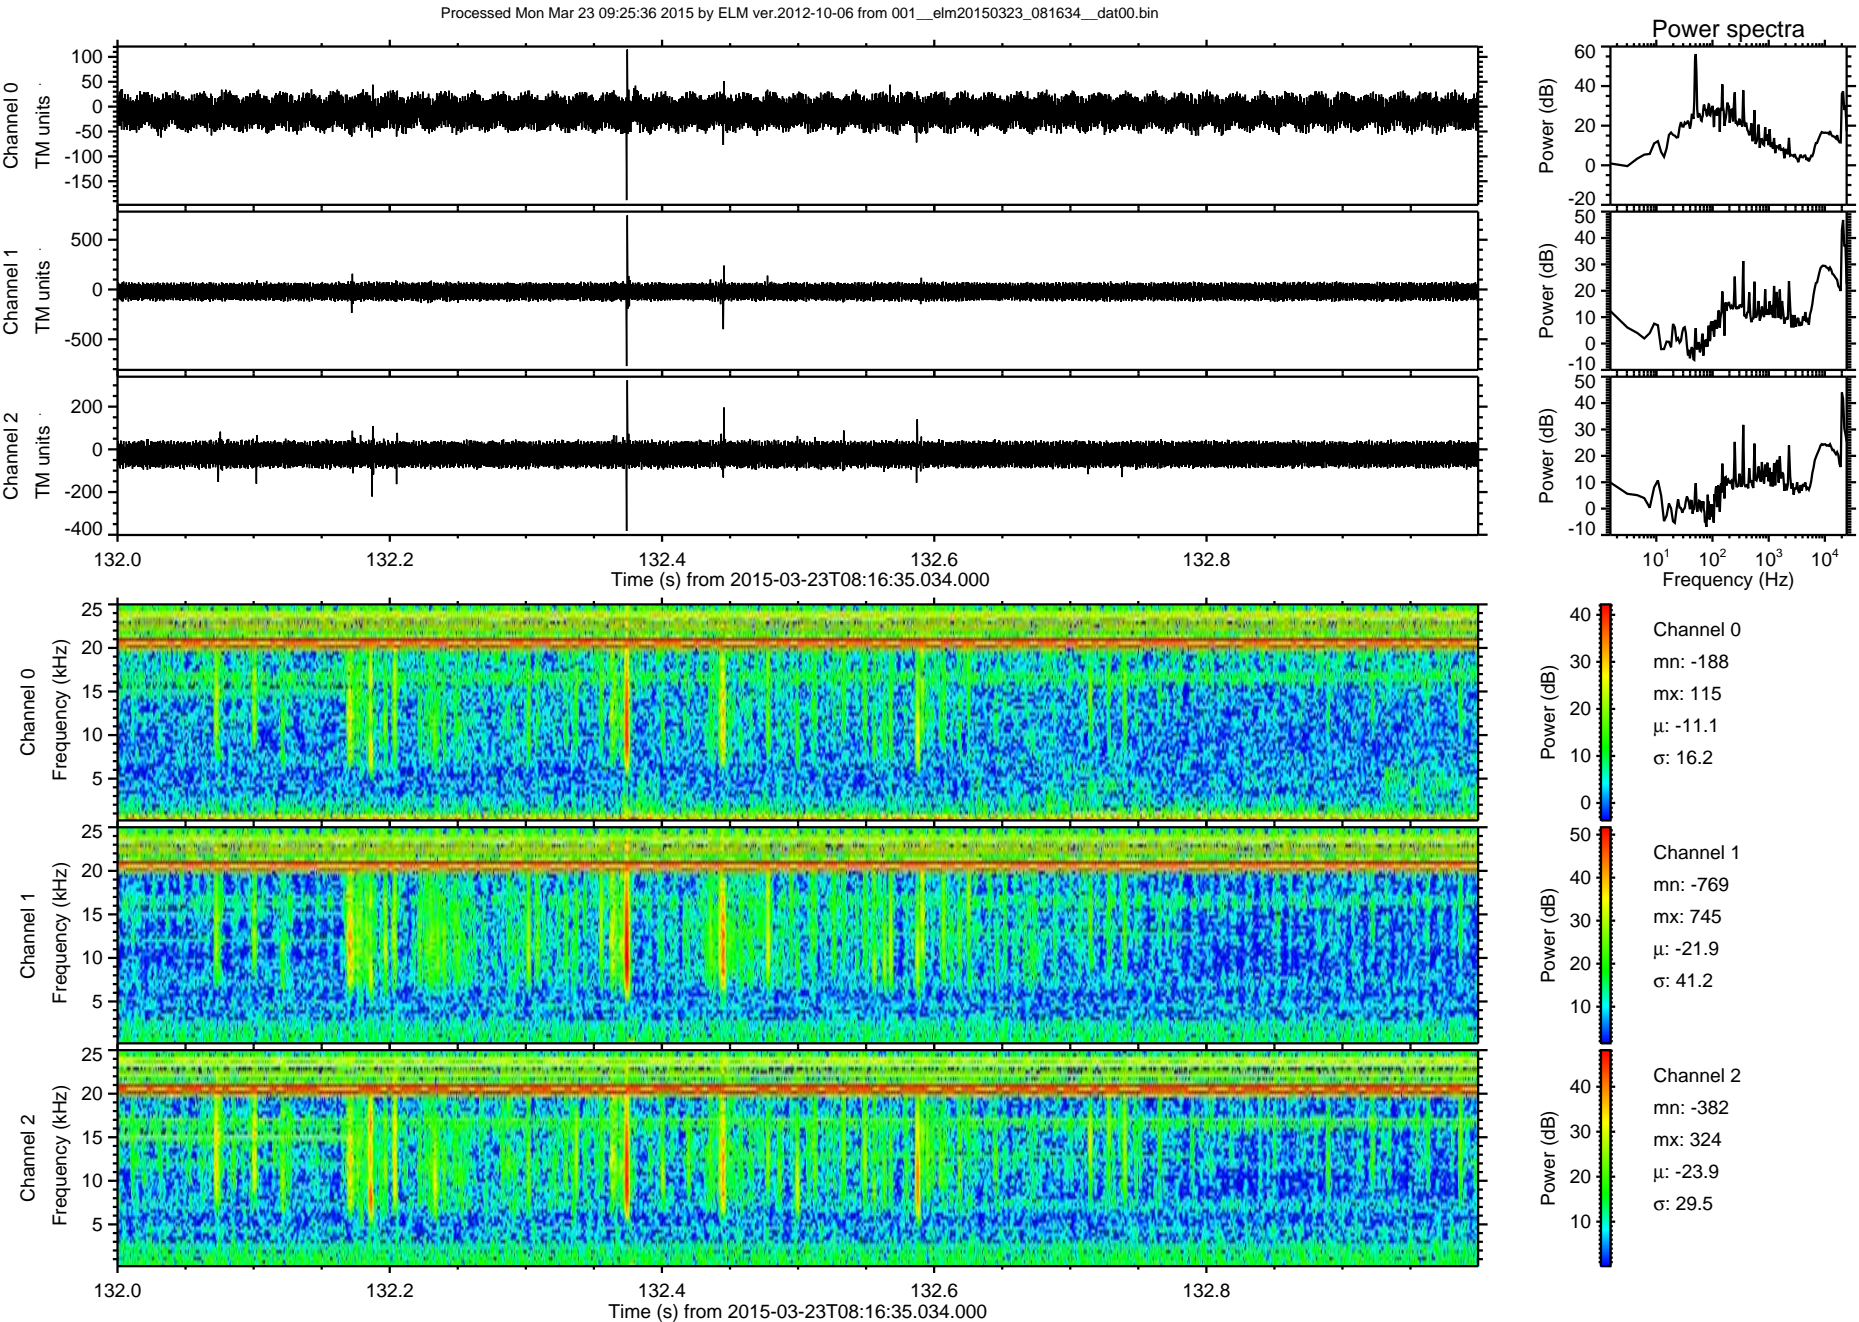 Processed Mon Mar 23 09:25:36 2015 by ELM ver.2012-10-06 from 001__elm20150323_081634__dat00.bin
Power spectra
Channel 0
TM units
100
50
0
-50
-100
-150
Power (dB)
60
40
20
0
-20
Channel 1
TM units
500
0
-500
Power (dB)
50
40
30
20
10
0
-10
Channel 2
TM units
200
0
-200
-400
Power (dB)
50
40
30
20
10
0
-10
132.0 132.2 132.4 132.6 132.8
Time (s) from 2015-03-23T08:16:35.034.000
10¹ 10² 10³ 10⁴
Frequency (Hz)
Channel 0
Frequency (kHz)
25
20
15
10
5
Power (dB)
40
30
20
10
0
Channel 0
mn: -188
mx: 115
μ: -11.1
σ: 16.2
Channel 1
Frequency (kHz)
25
20
15
10
5
Power (dB)
50
40
30
20
10
Channel 1
mn: -769
mx: 745
μ: -21.9
σ: 41.2
Channel 2
Frequency (kHz)
25
20
15
10
5
Power (dB)
40
30
20
10
Channel 2
mn: -382
mx: 324
μ: -23.9
σ: 29.5
132.0 132.2 132.4 132.6 132.8
Time (s) from 2015-03-23T08:16:35.034.000